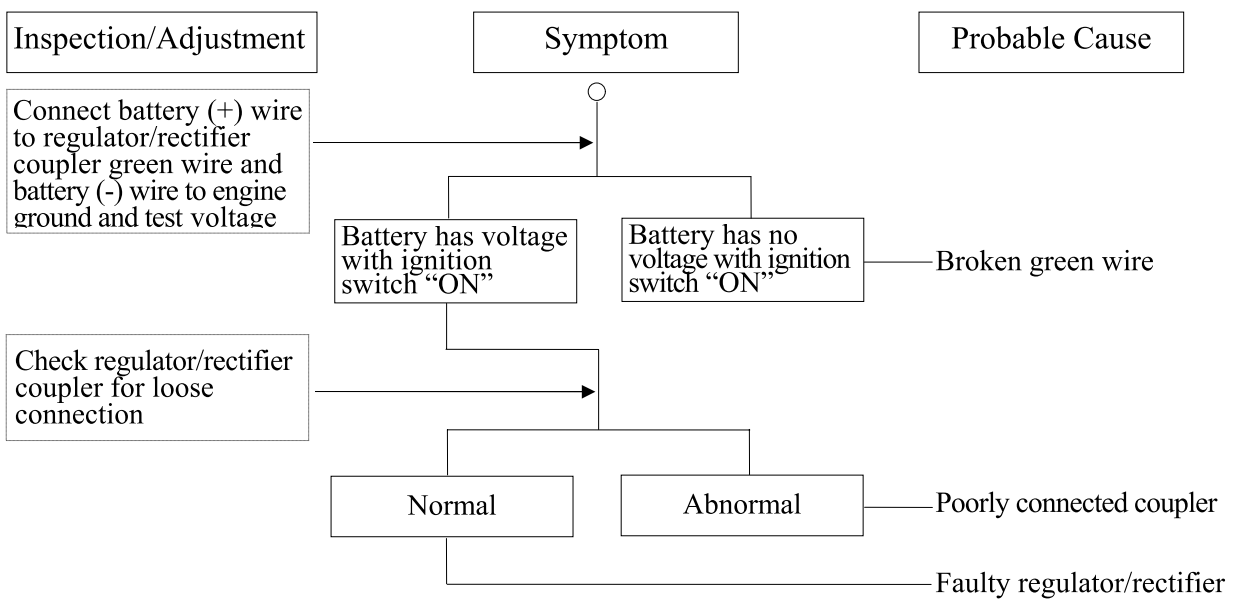 Inspection/Adjustment
Symptom
Probable Cause
Connect battery (+) wire
to regulator/rectifier
coupler green wire and
battery (-) wire to engine
ground and test voltage
Battery has voltage
with ignition
switch “ON”
Battery has no
voltage with ignition
switch “ON”
Broken green wire
Check regulator/rectifier
coupler for loose
connection
Normal
Abnormal
Poorly connected coupler
Faulty regulator/rectifier